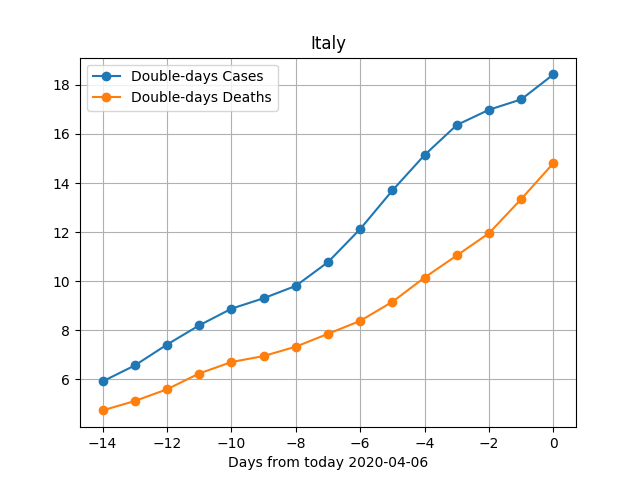 Italy
Double-days Cases
Double-days Deaths
18
16
14
12
10
8
6
−14 −12 −10 −8 −6 −4 −2 0
Days from today 2020-04-06